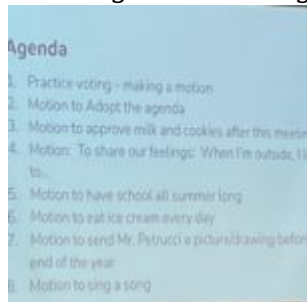 Agenda
1. Practice voting - making a motion
2. Motion to Adopt the agenda
3. Motion to approve milk and cookies after this
4. Motion: To share our feelings: When I'm outside, I
to...
5. Motion to have school all summer long
6. Motion to eat ice cream every day
7. Motion to send Mr. Petrucci a picture/drawing
end of the year
8. Motion to sing a song